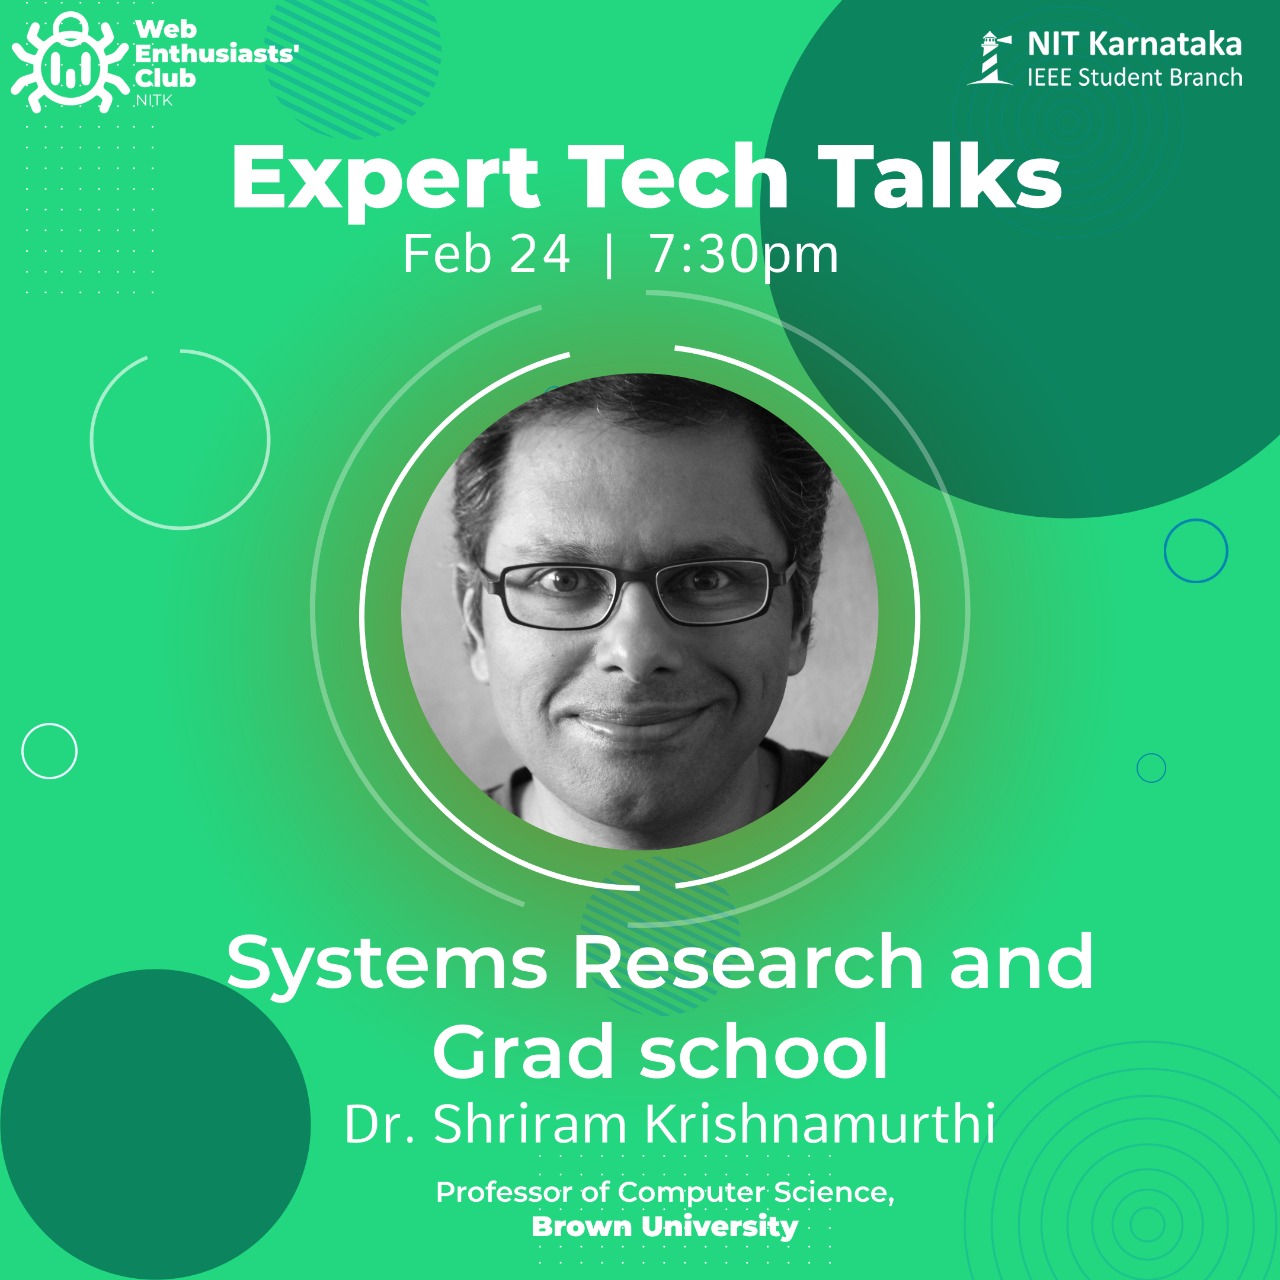 Web
Enthusiasts'
Club
NITK
NIT Karnataka
IEEE Student Branch
Expert Tech Talks
Feb 24 | 7:30pm
Systems Research and
Grad school
Dr. Shriram Krishnamurthi
Professor of Computer Science,
Brown University